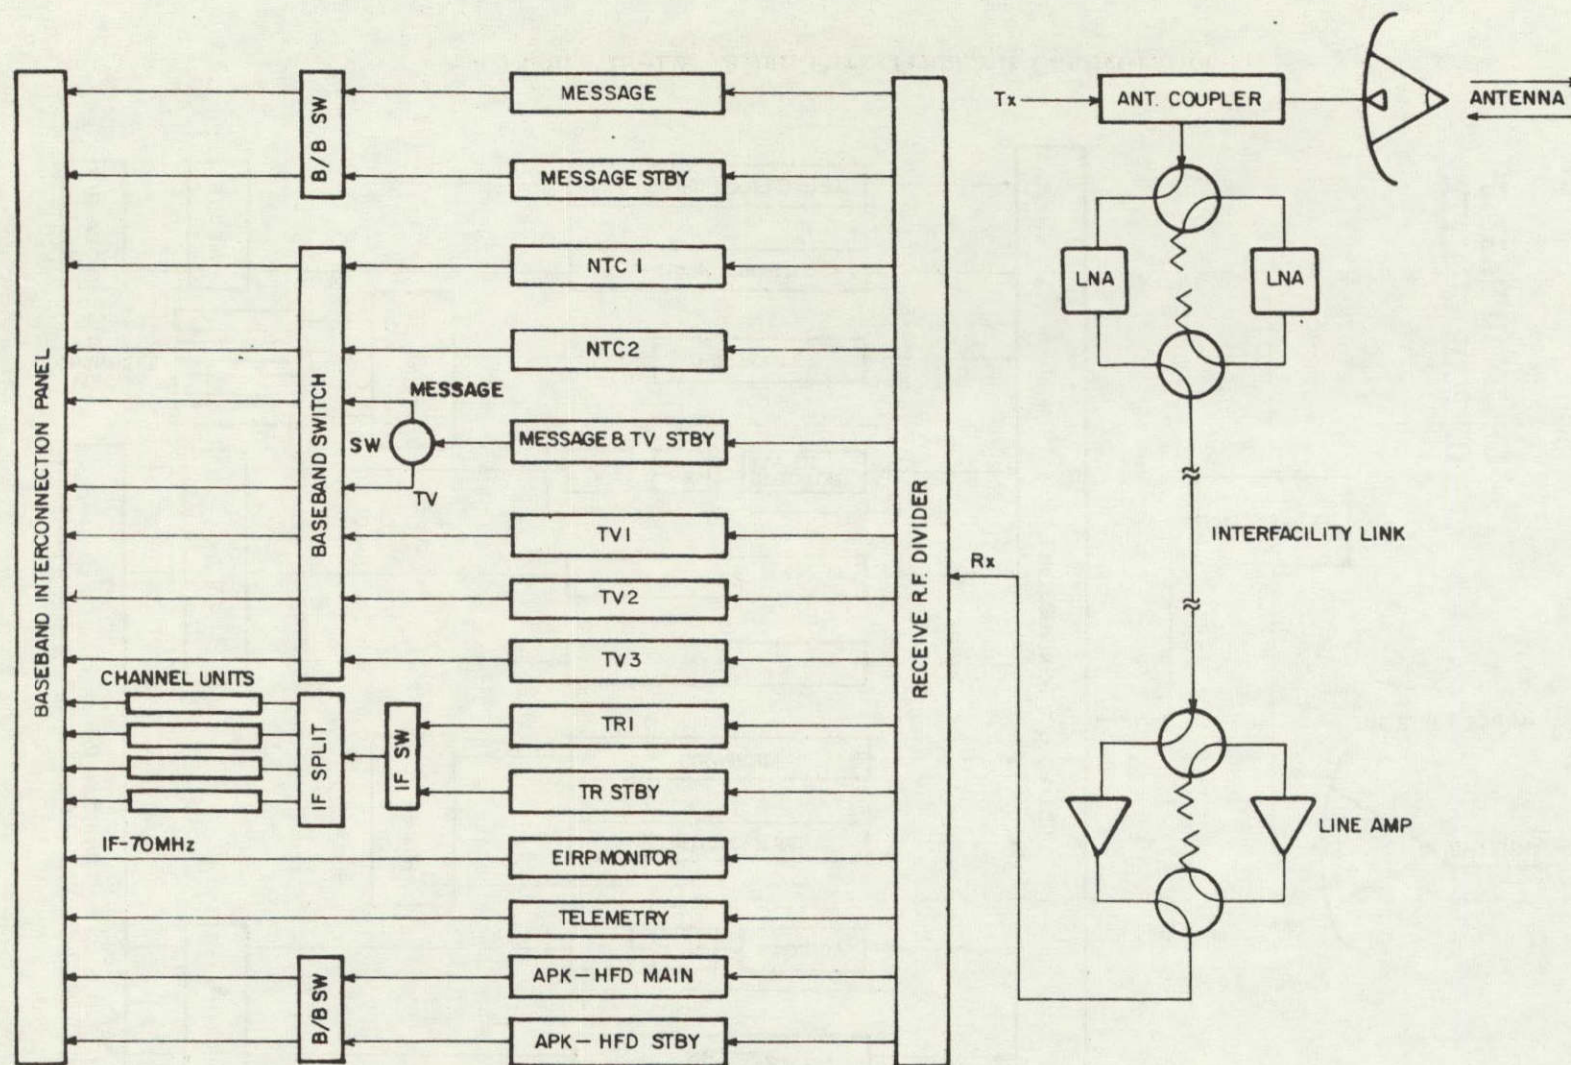 MESSAGE
Tx
ANT. COUPLER
ANTENNA
B/B SW
MESSAGE STBY
NTC 1
LNA
LNA
NTC2
BASEBAND INTERCONNECTION PANEL
BASEBAND SWITCH
MESSAGE
SW
MESSAGE & TV STBY
TV
TV1
RECEIVE R.F. DIVIDER
Rx
INTERFACILITY LINK
TV2
TV3
CHANNEL UNITS
IF SPLIT
IF SW
TR1
TR STBY
LINE AMP
IF-70MHz
EIRP MONITOR
TELEMETRY
B/B SW
APK-HFD MAIN
APK-HFD STBY